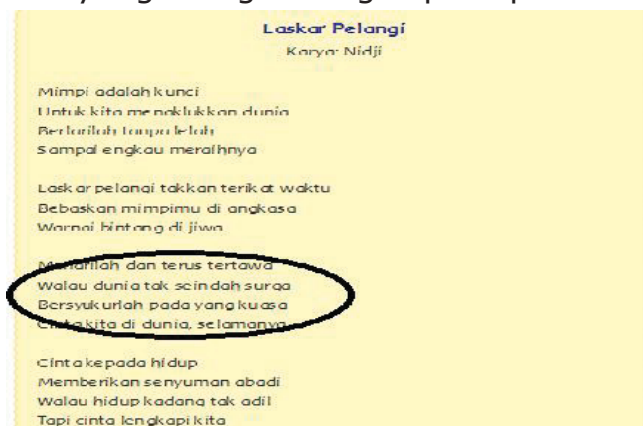 Laskar Pelangi
Karya: Nidji
Mimpi adalah kunci
Untuk kita menaklukkan dunia
Berlarilah tanpa lelah
Sampai engkau meraihnya
Laskar pelangi takkan terikat waktu
Bebaskan mimpimu di angkasa
Warnai bintang di jiwa
Menarilah dan terus tertawa
Walau dunia tak seindah surga
Bersyukurlah pada yang kuasa
Cinta kita di dunia, selamanya
Cinta kepada hidup
Memberikan senyuman abadi
Walau hidup kadang tak adil
Tapi cinta lengkapi kita